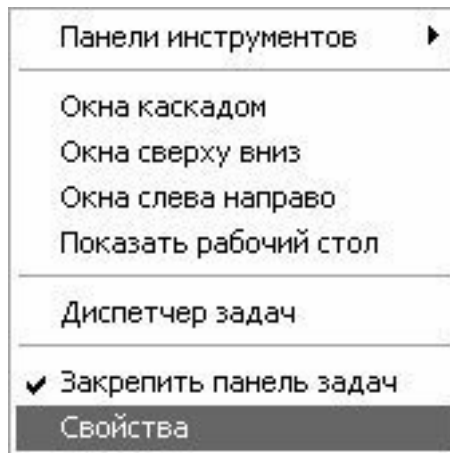 Панели инструментов
Окна каскадом
Окна сверху вниз
Окна слева направо
Показать рабочий стол
Диспетчер задач
Закрепить панель задач
Свойства